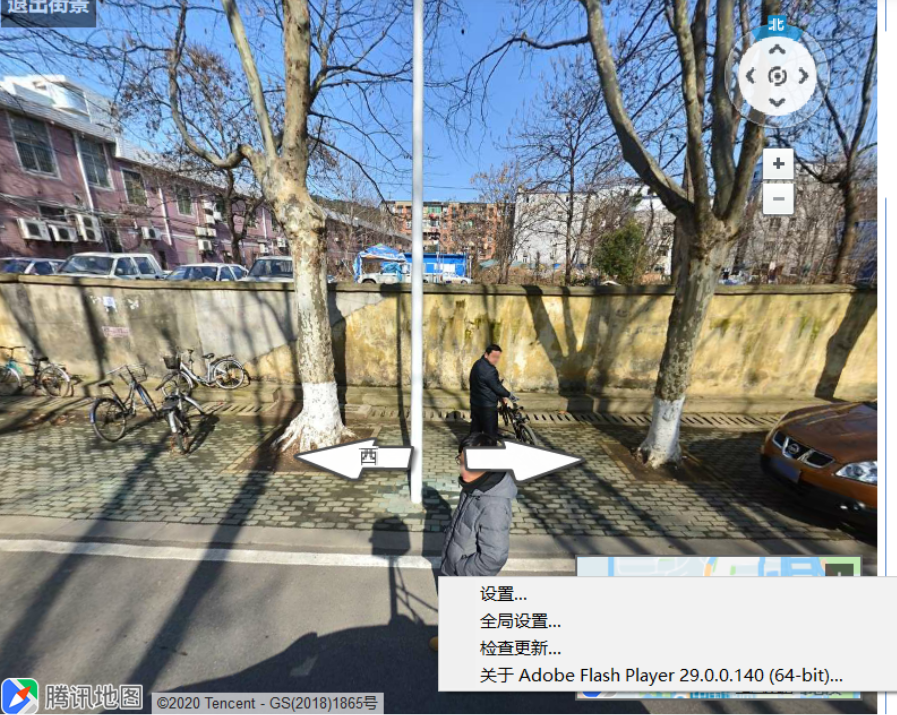 退出街景
北
西
设置...
全局设置...
检查更新...
关于 Adobe Flash Player 29.0.0.140 (64-bit)...
腾讯地图
©2020 Tencent - GS(2018)1865号